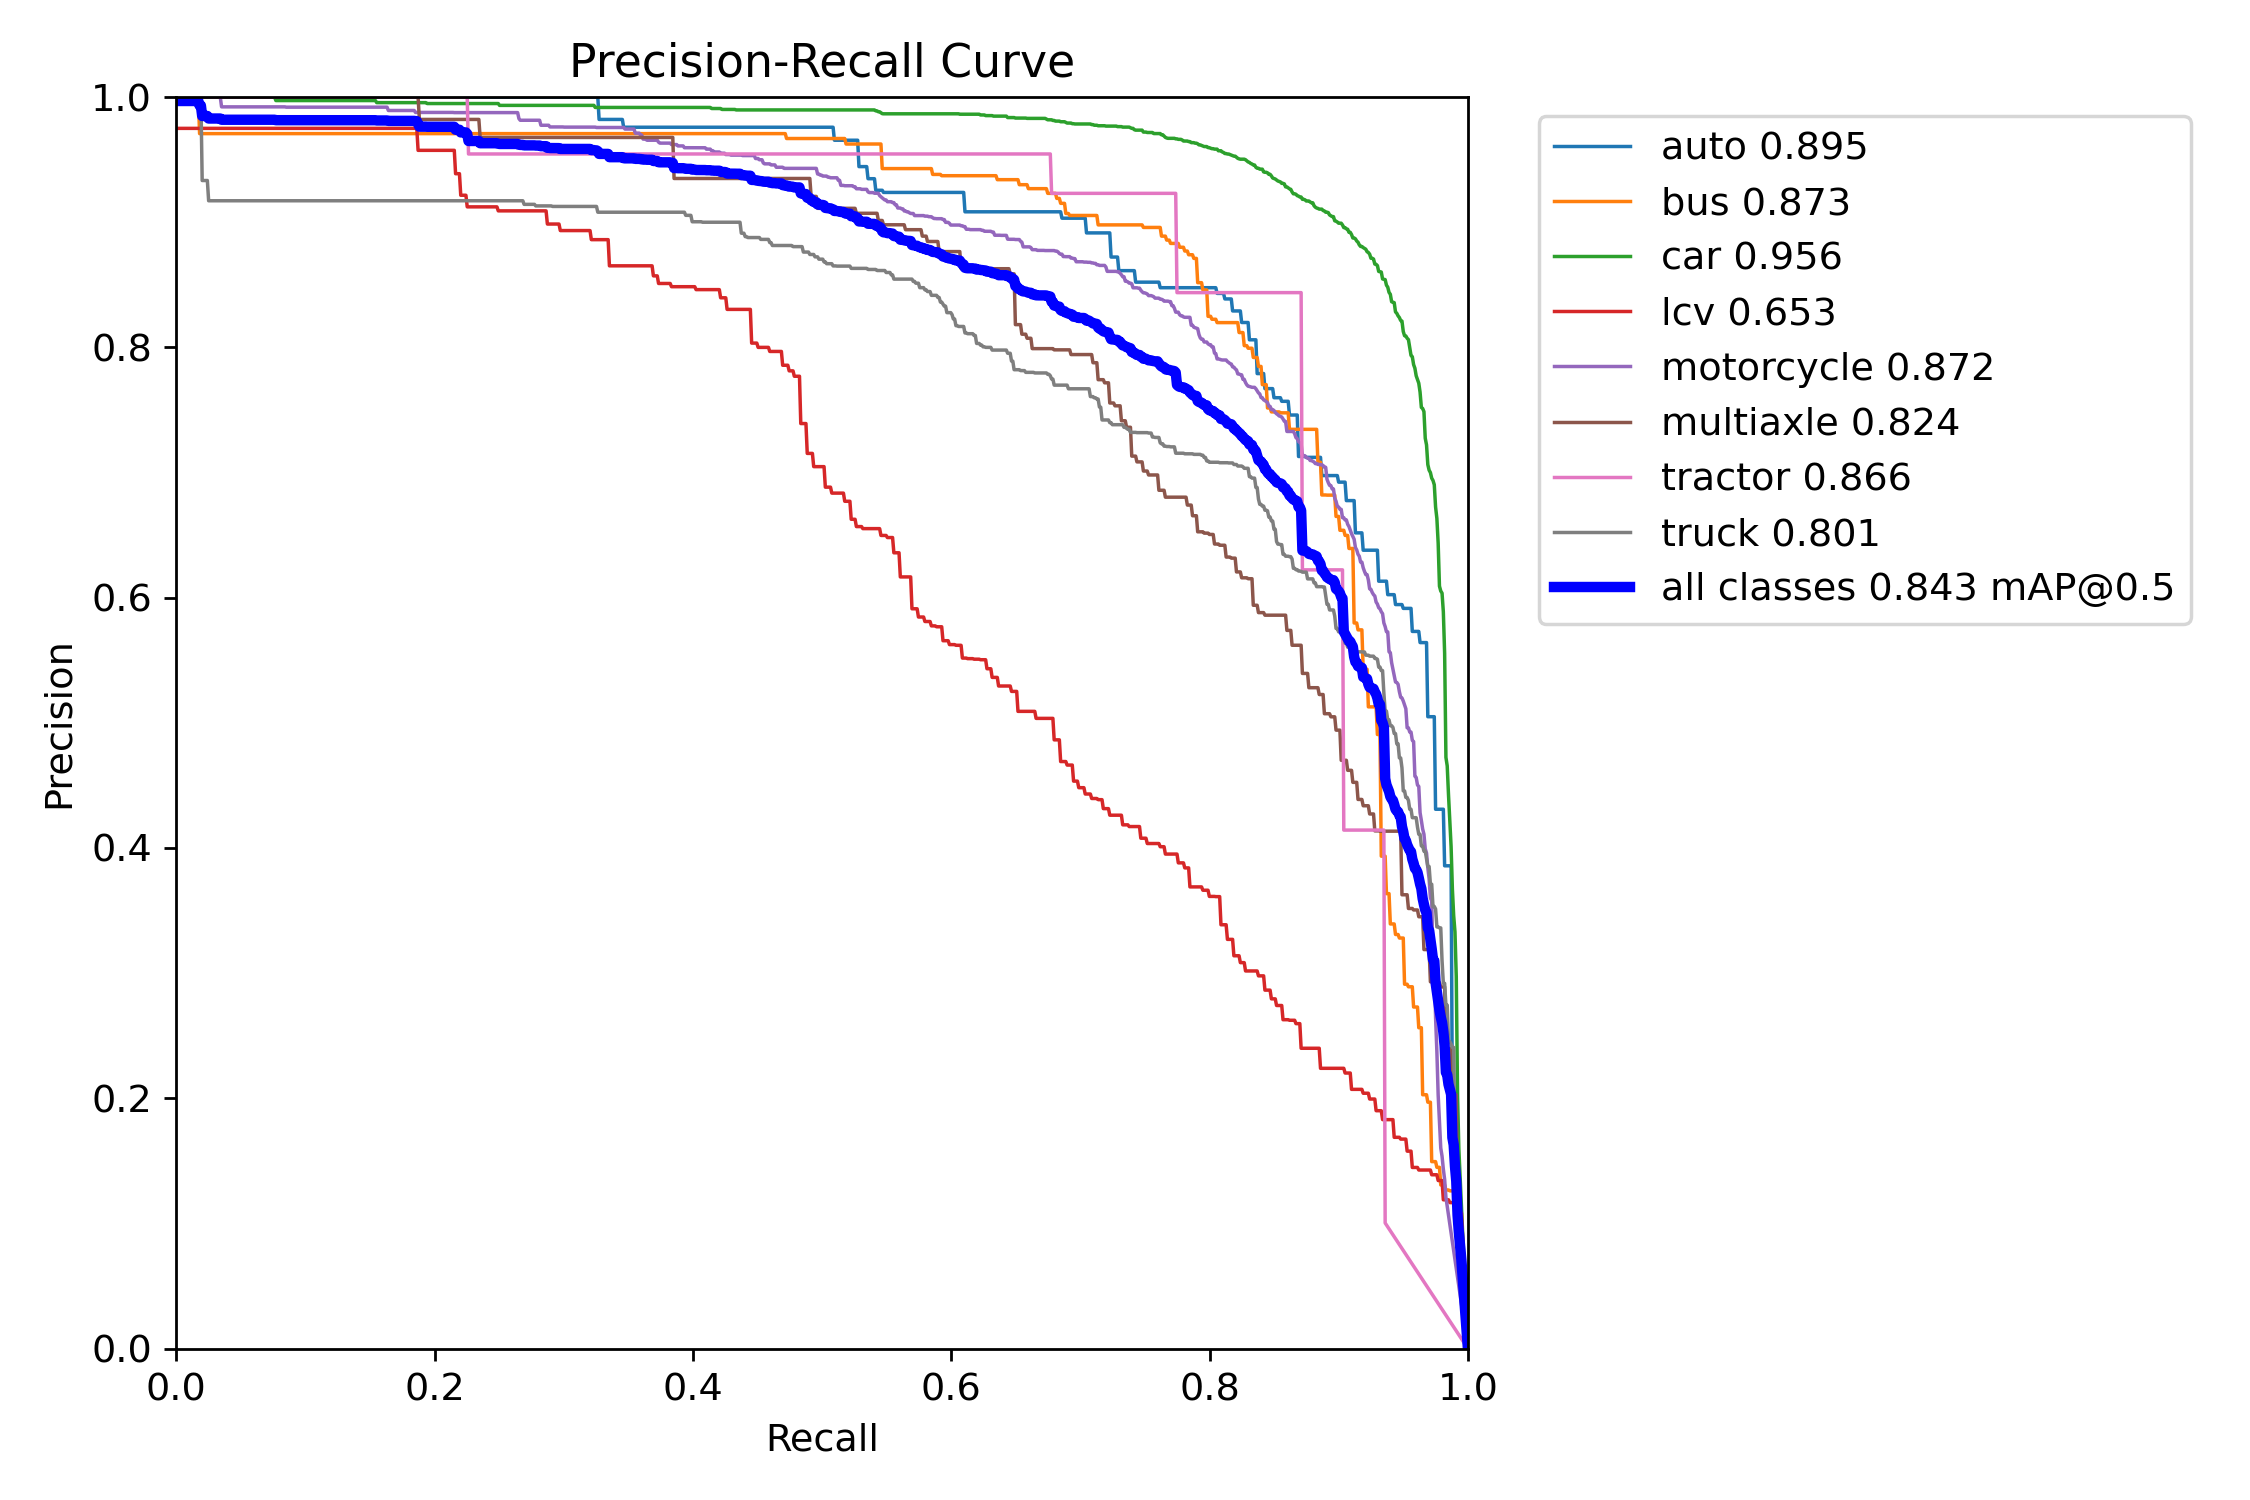 Precision-Recall Curve
1.0
0.8
0.6
0.4
0.2
0.0
Precision
0.0 0.2 0.4 0.6 0.8 1.0
Recall
auto 0.895
bus 0.873
car 0.956
lcv 0.653
motorcycle 0.872
multiaxle 0.824
tractor 0.866
truck 0.801
all classes 0.843 mAP@0.5